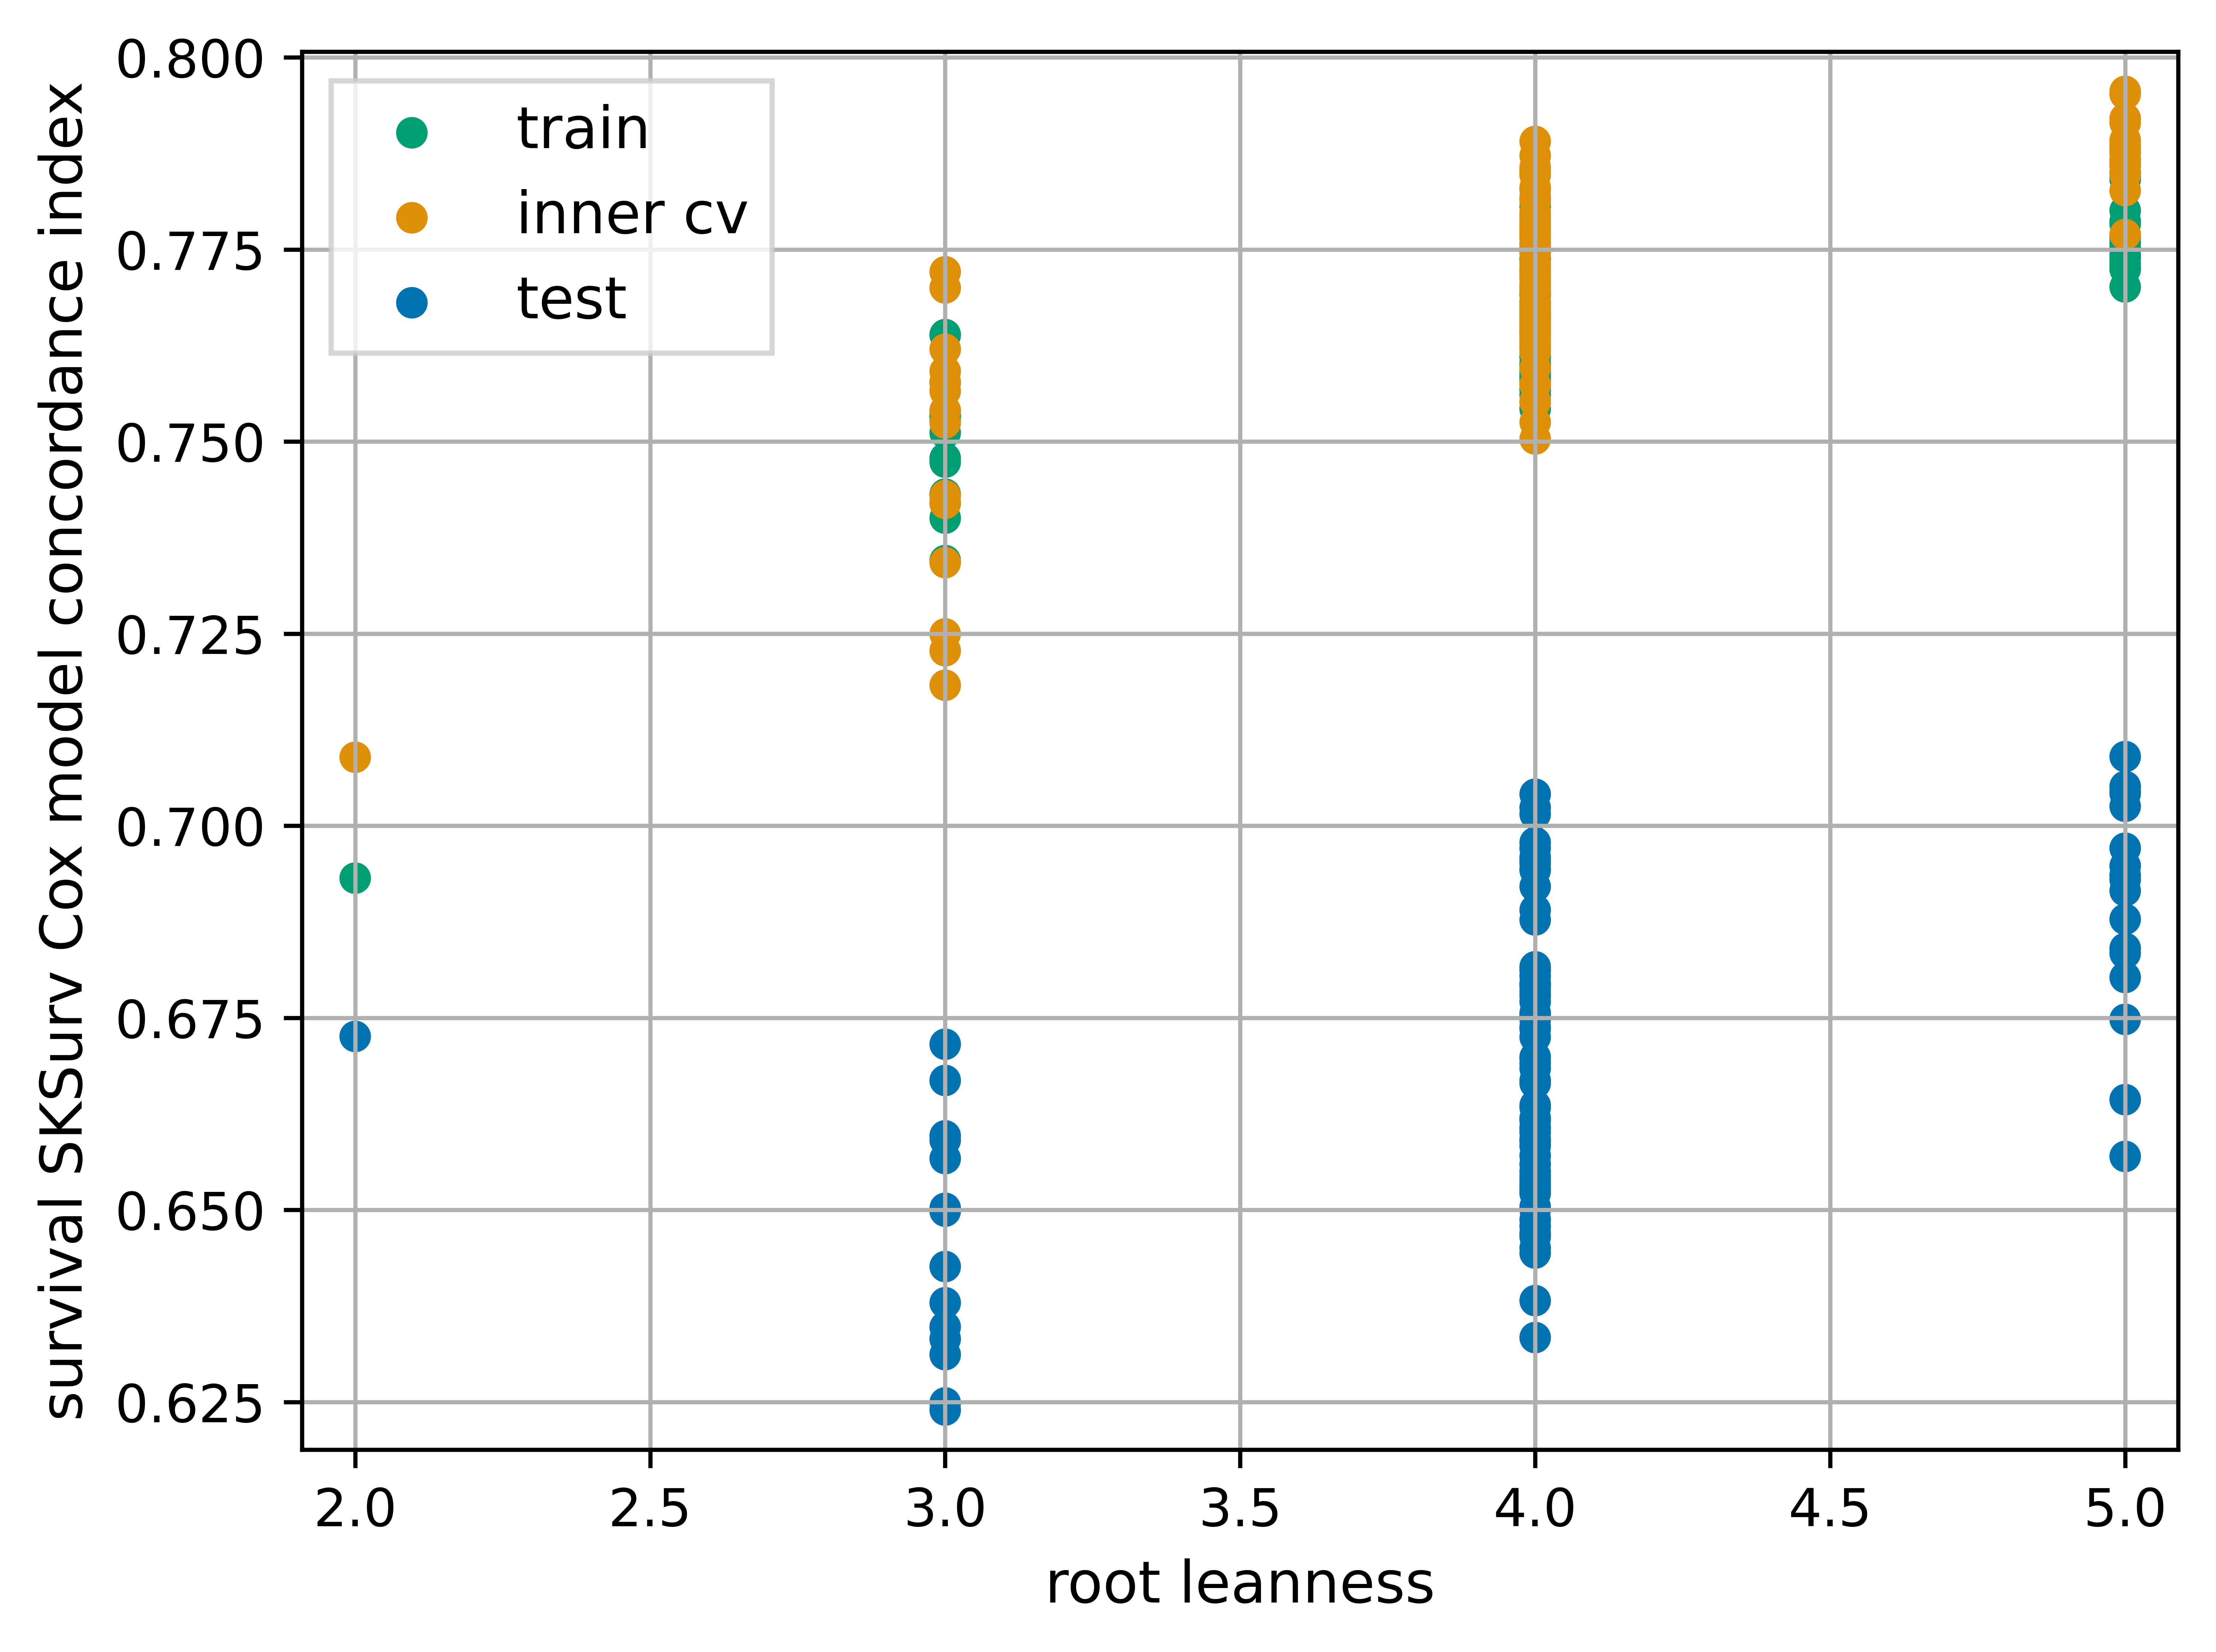 survival SKSurv Cox model concordance index
0.800
0.775
0.750
0.725
0.700
0.675
0.650
0.625
train
inner cv
test
2.0 2.5 3.0 3.5 4.0 4.5 5.0
root leanness